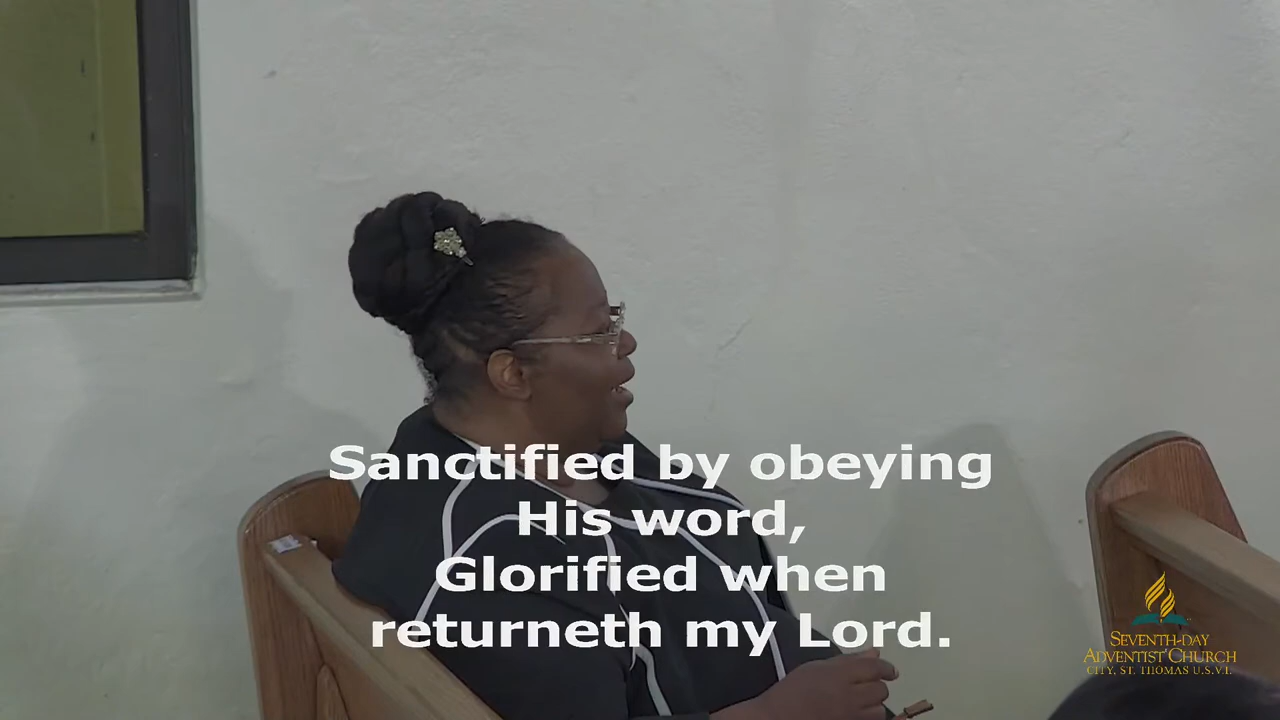 Sanctified by obeying
His word,
Glorified when
returneth my Lord.
SEVENTH-DAY
ADVENTIST CHURCH
CITY, ST. THOMAS U.S.V.I.